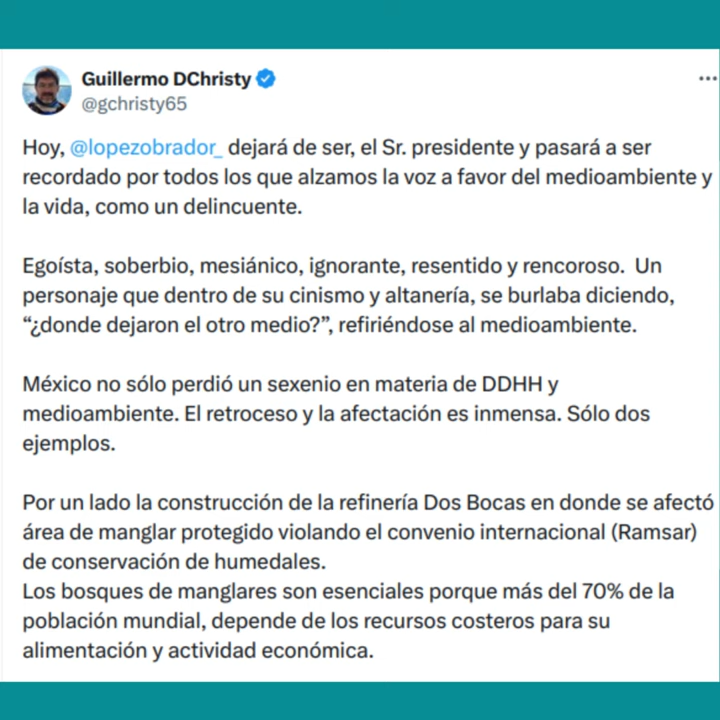 Guillermo DChristy
@gchristy65
Hoy, @lopezobrador_ dejará de ser, el Sr. presidente y pasará a ser
recordado por todos los que alzamos la voz a favor del medioambiente y
la vida, como un delincuente.
Egoísta, soberbio, mesiánico, ignorante, resentido y rencoroso.  Un
personaje que dentro de su cinismo y altanería, se burlaba diciendo,
“¿donde dejaron el otro medio?”, refiriéndose al medioambiente.
México no sólo perdió un sexenio en materia de DDHH y
medioambiente. El retroceso y la afectación es inmensa. Sólo dos
ejemplos.
Por un lado la construcción de la refinería Dos Bocas en donde se afectó
área de manglar protegido violando el convenio internacional (Ramsar)
de conservación de humedales.
Los bosques de manglares son esenciales porque más del 70% de la
población mundial, depende de los recursos costeros para su
alimentación y actividad económica.